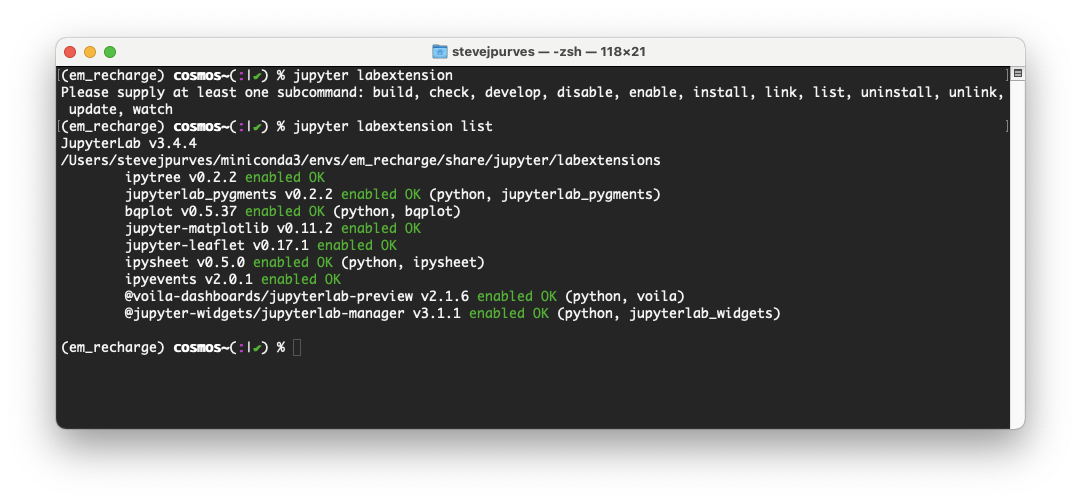 stevejpurves — -zsh — 118×21
[(em_recharge) cosmos~(:|✔) % jupyter labextension ]
Please supply at least one subcommand: build, check, develop, disable, enable, install, link, list, uninstall, unlink,
update, watch
[(em_recharge) cosmos~(:|✔) % jupyter labextension list ]
JupyterLab v3.4.4
/Users/stevejpurves/miniconda3/envs/em_recharge/share/jupyter/labextensions
ipytree v0.2.2 enabled OK
jupyterlab_pygments v0.2.2 enabled OK (python, jupyterlab_pygments)
bqplot v0.5.37 enabled OK (python, bqplot)
jupyter-matplotlib v0.11.2 enabled OK
jupyter-leaflet v0.17.1 enabled OK
ipysheet v0.5.0 enabled OK (python, ipysheet)
ipyevents v2.0.1 enabled OK
@voila-dashboards/jupyterlab-preview v2.1.6 enabled OK (python, voila)
@jupyter-widgets/jupyterlab-manager v3.1.1 enabled OK (python, jupyterlab_widgets)
(em_recharge) cosmos~(:|✔) %